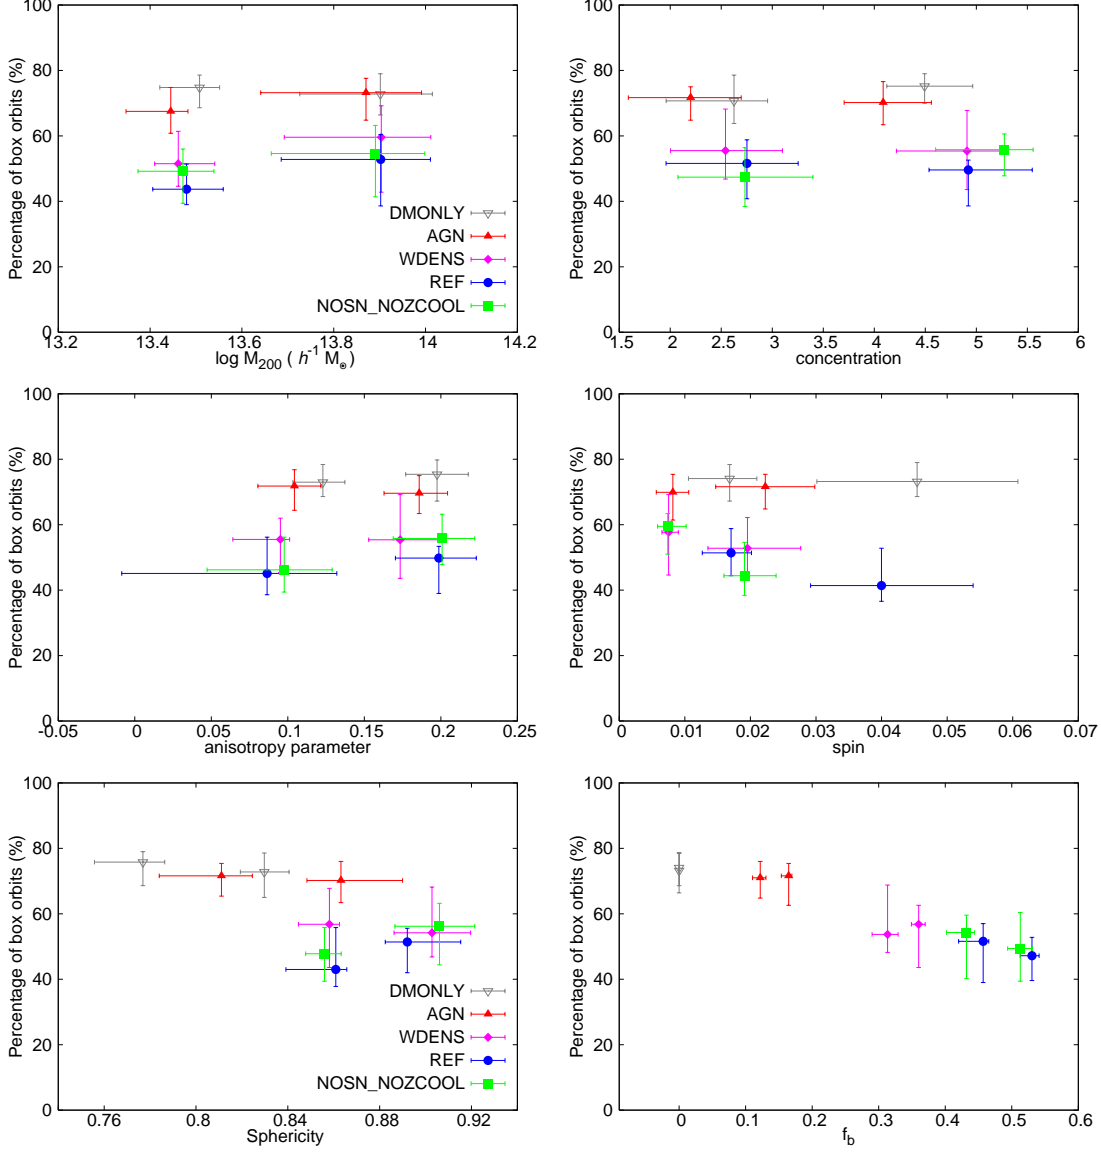 100
80
60
40
20
0
Percentage of box orbits (%)
13.2 13.4 13.6 13.8 14 14.2
log M200 ( h-1 M⊙)
DMONLY
AGN
WDENS
REF
NOSN_NOZCOOL
100
80
60
40
20
0
Percentage of box orbits (%)
1.5 2 2.5 3 3.5 4 4.5 5 5.5 6
concentration
100
80
60
40
20
0
Percentage of box orbits (%)
-0.05 0 0.05 0.1 0.15 0.2 0.25
anisotropy parameter
100
80
60
40
20
0
Percentage of box orbits (%)
0 0.01 0.02 0.03 0.04 0.05 0.06 0.07
spin
100
80
60
40
20
0
Percentage of box orbits (%)
0.76 0.8 0.84 0.88 0.92
Sphericity
DMONLY
AGN
WDENS
REF
NOSN_NOZCOOL
100
80
60
40
20
0
Percentage of box orbits (%)
0 0.1 0.2 0.3 0.4 0.5 0.6
fb